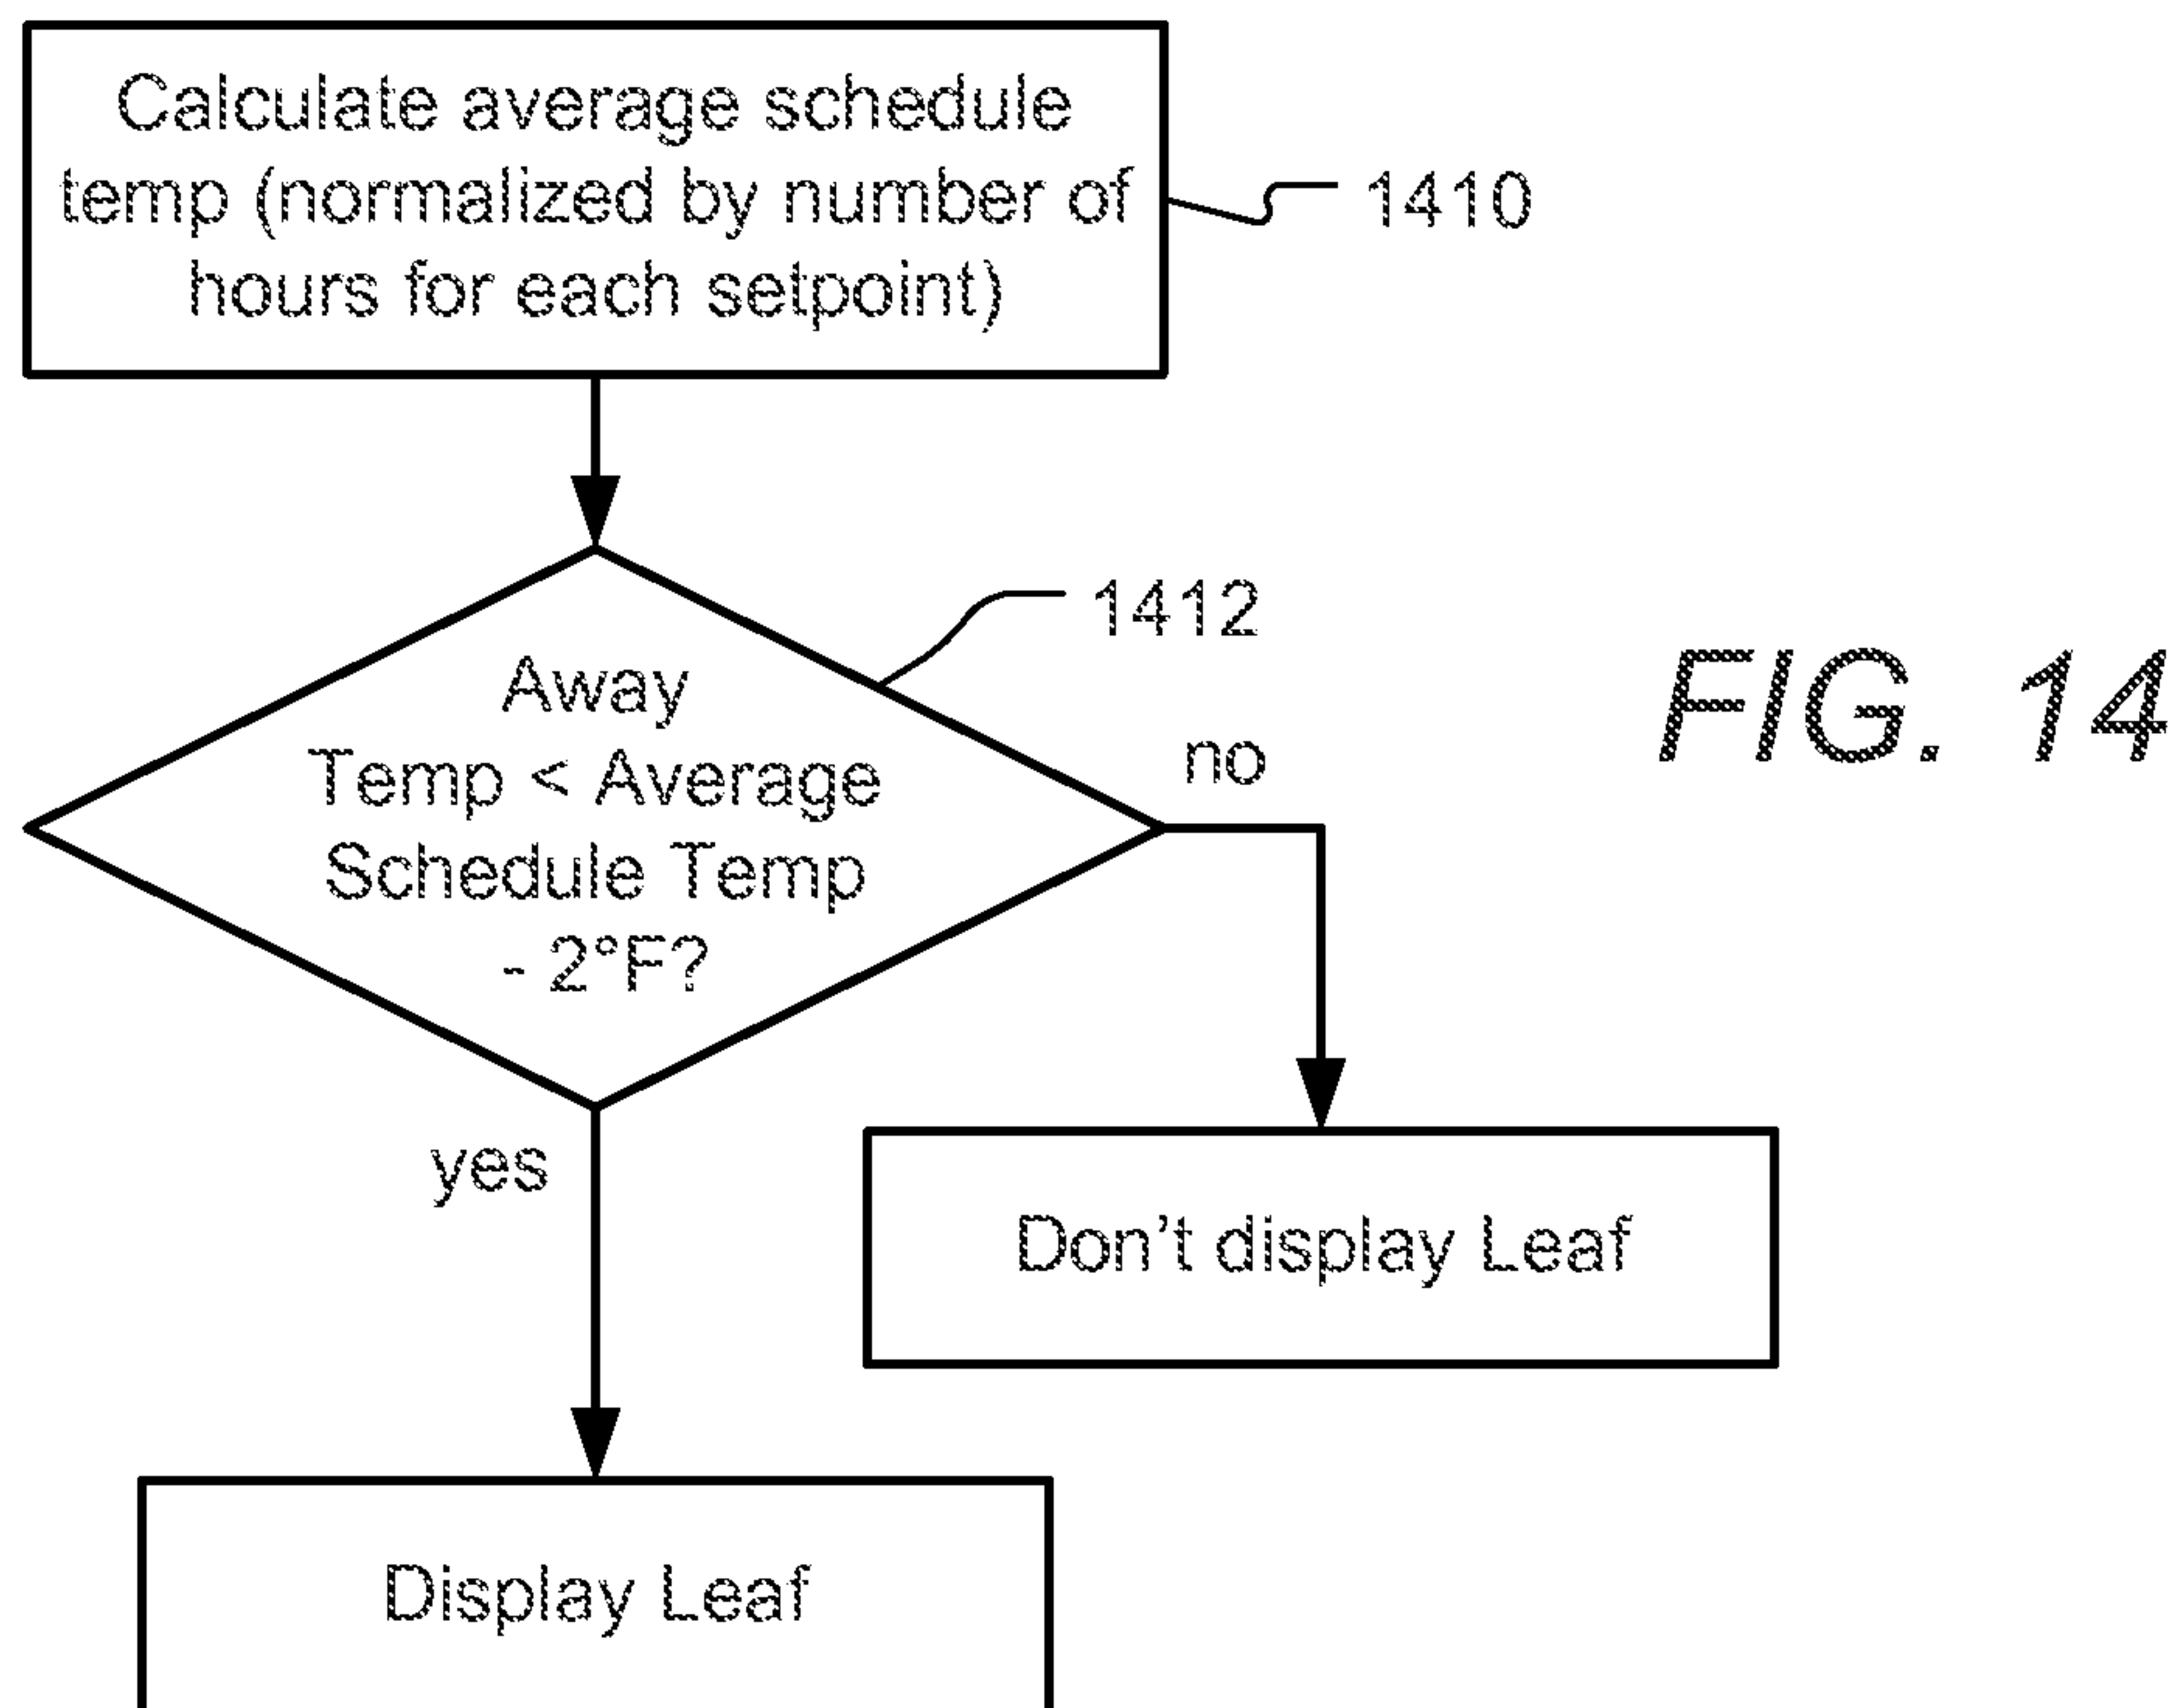 Calculate average schedule
temp (normalized by number of
hours for each setpoint)
1410
1412
Away
Temp < Average
Schedule Temp
- 2°F?
no
FIG. 14
yes
Don't display Leaf
Display Leaf